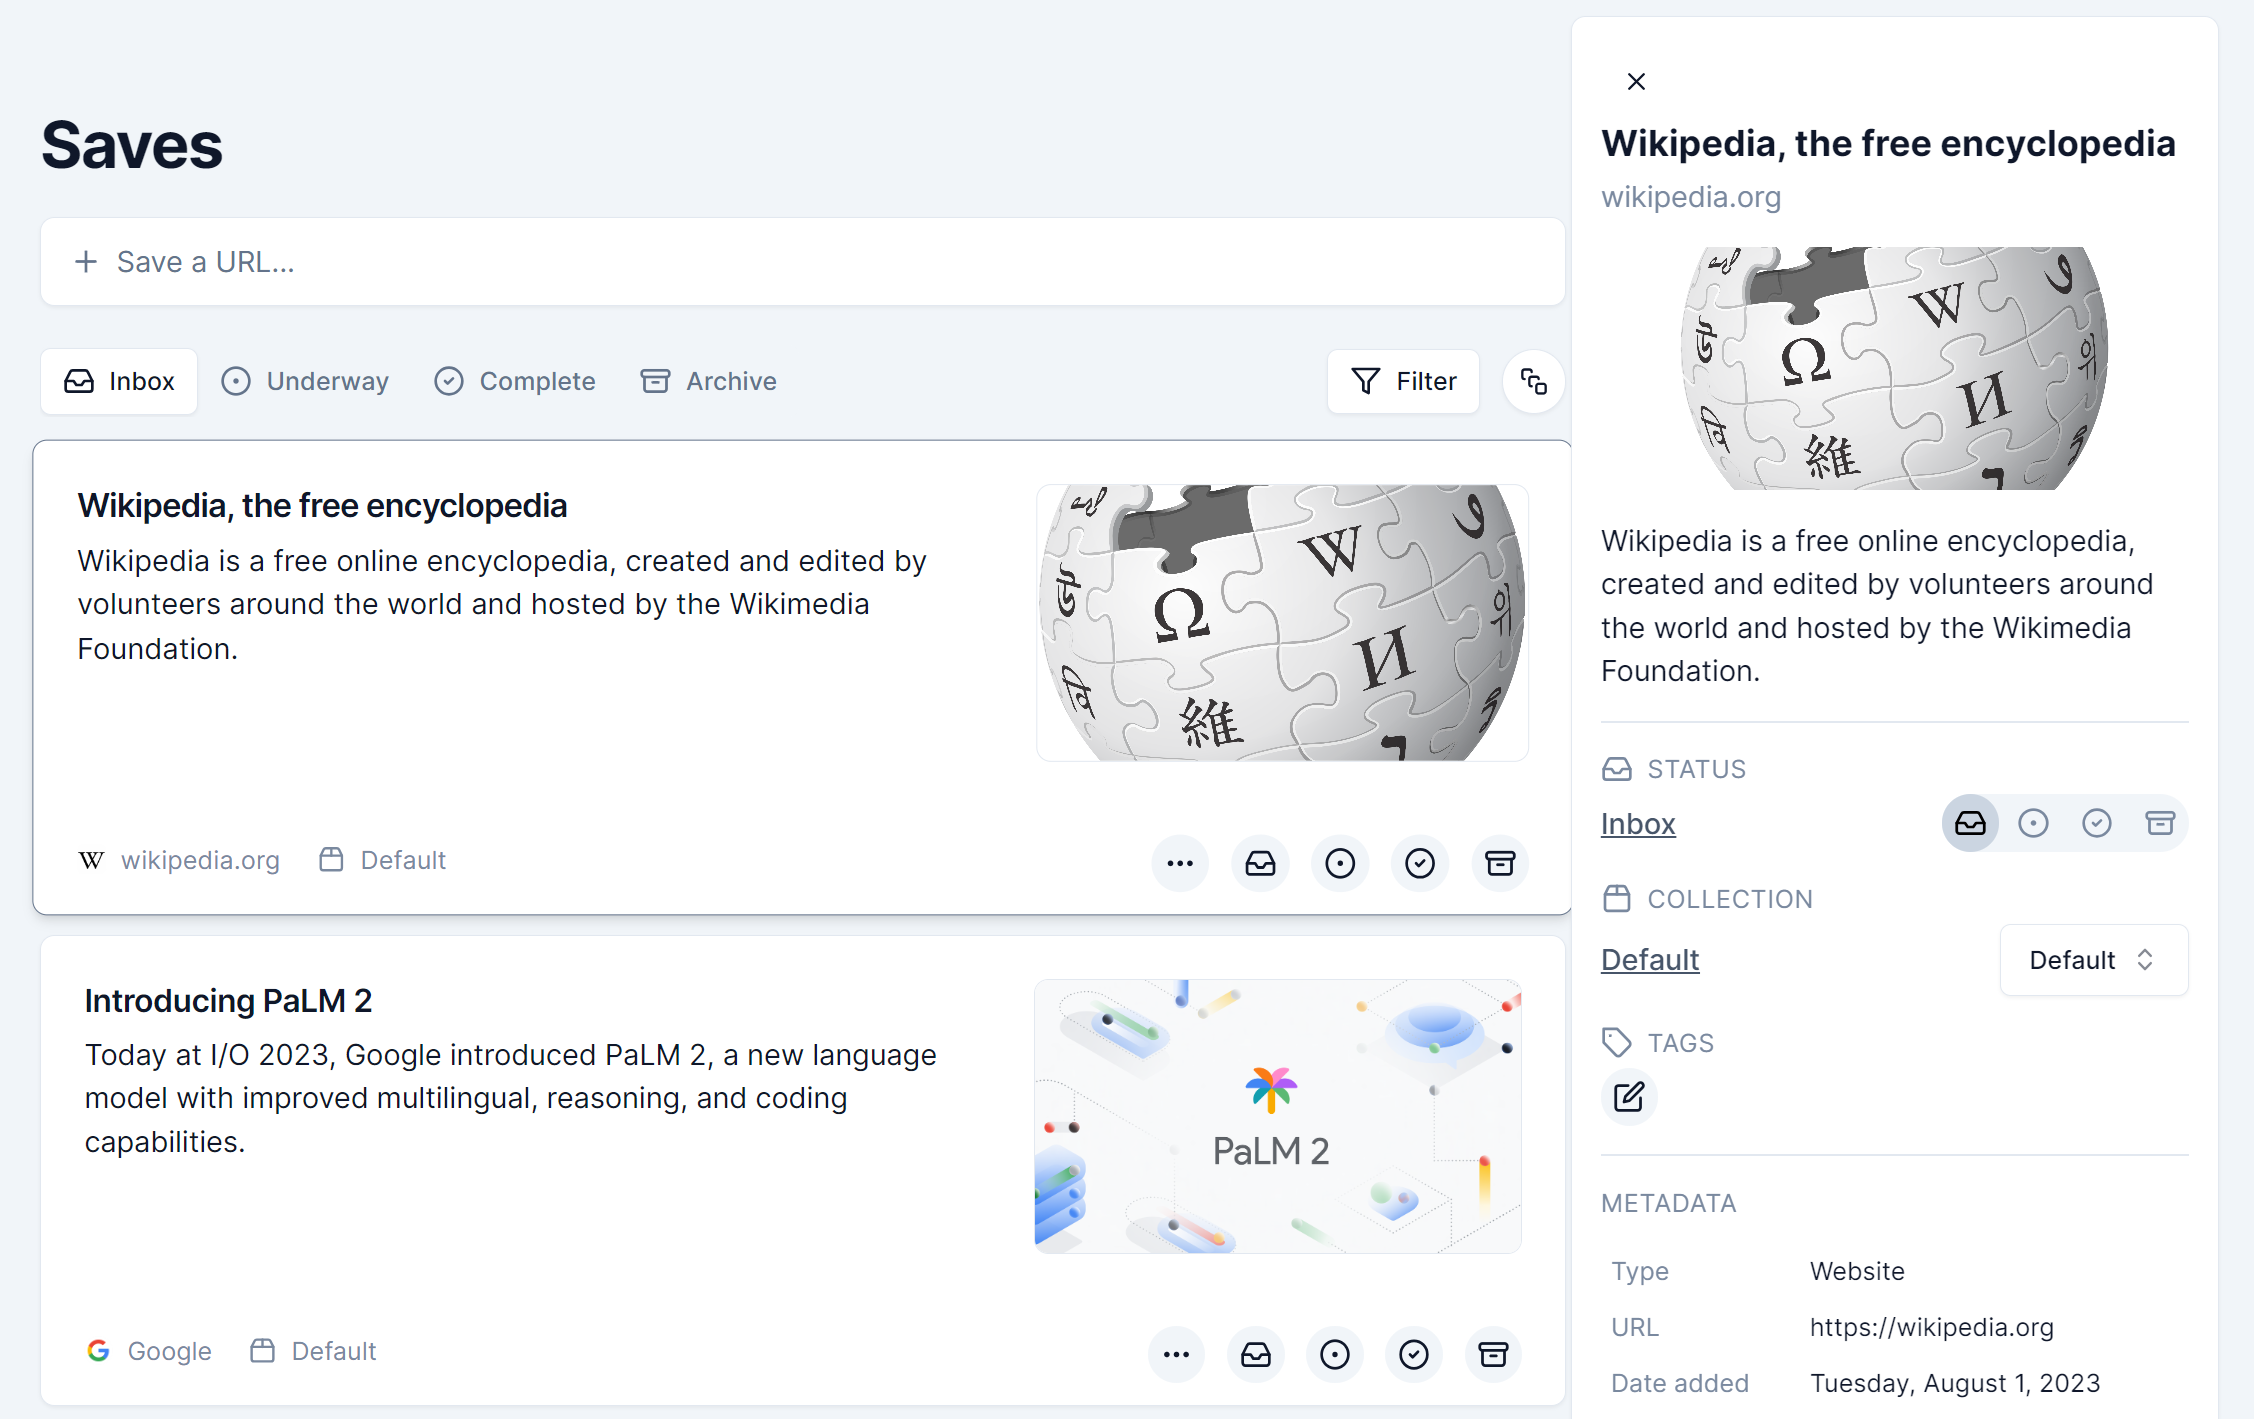 Saves
Save a URL...
Inbox
Underway
Complete
Archive
Filter
Wikipedia, the free encyclopedia
Wikipedia is a free online encyclopedia, created and edited by
volunteers around the world and hosted by the Wikimedia
Foundation.
Ω
W
И
維
wikipedia.org
Default
Introducing PaLM 2
Today at I/O 2023, Google introduced PaLM 2, a new language
model with improved multilingual, reasoning, and coding
capabilities.
PaLM 2
Google
Default
Wikipedia, the free encyclopedia
wikipedia.org
Ω
W
И
維
Wikipedia is a free online encyclopedia,
created and edited by volunteers around
the world and hosted by the Wikimedia
Foundation.
STATUS
Inbox
COLLECTION
Default
Default
TAGS
METADATA
Type Website
URL https://wikipedia.org
Date added Tuesday, August 1, 2023